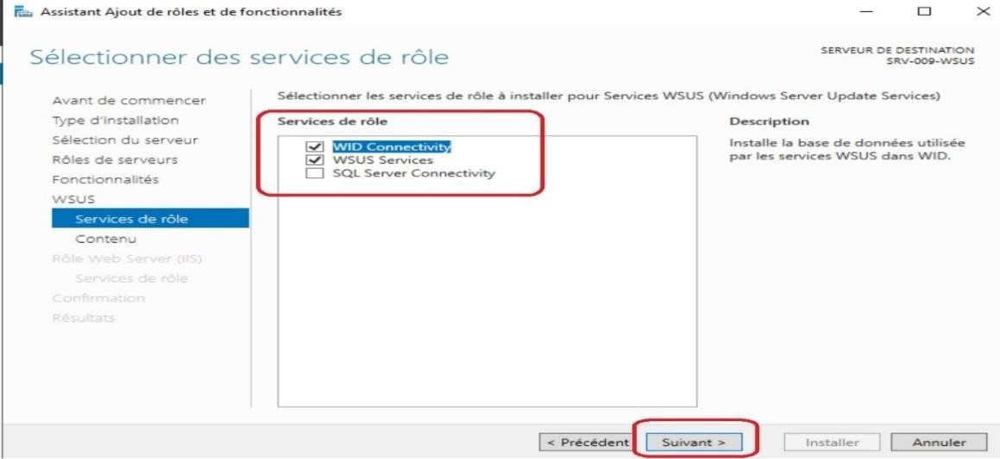 Assistant Ajout de rôles et de fonctionnalités
Sélectionner des services de rôle
SERVEUR DE DESTINATION
SRV-009-WSUS
Avant de commencer
Type d'installation
Sélection du serveur
Rôles de serveurs
Fonctionnalités
WSUS
Services de rôle
Contenu
Rôle Web Server (IIS)
Services de rôle
Confirmation
Résultats
Sélectionner les services de rôle à installer pour Services WSUS (Windows Server Update Services)
Services de rôle
WID Connectivity
WSUS Services
SQL Server Connectivity
Description
Installe la base de données utilisée
par les services WSUS dans WID.
< Précédent
Suivant >
Installer
Annuler